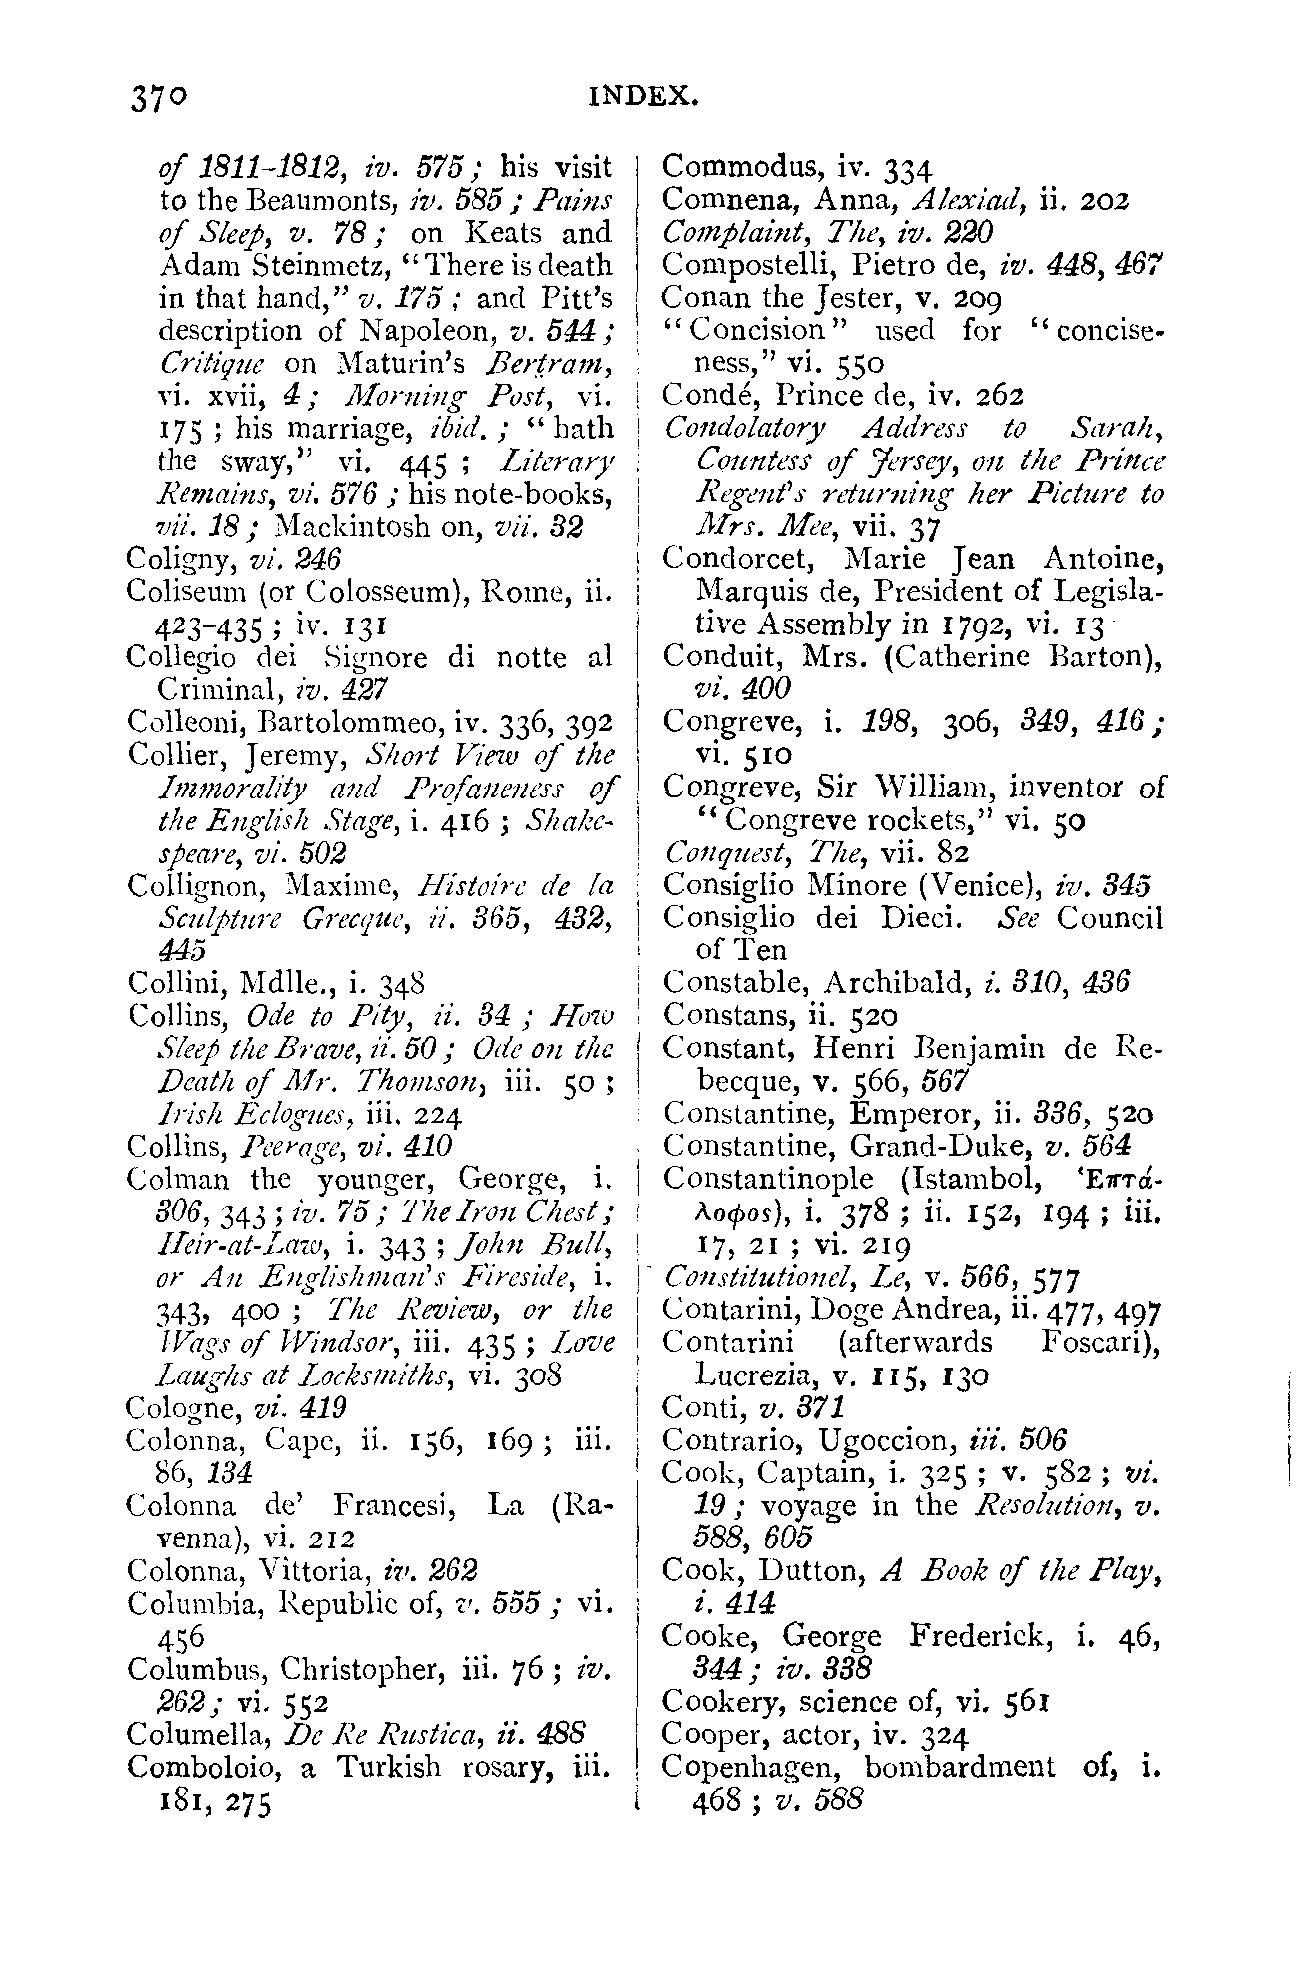 370
INDEX.
of 1811-1812, iv. 575; his visit
to the Beaumonts, iv. 585; Pains
of Sleep, v. 78; on Keats and
Adam Steinmetz, "There is death
in that hand," v. 175; and Pitt's
description of Napoleon, v. 544;
Critique on Maturin's Bertram,
vi. xvii, 4; Morning Post, vi.
175; his marriage, ibid.; "hath
the sway," vi. 445; Literary
Remains, vi. 576; his note-books,
vii. 18; Mackintosh on, vii. 32
Coligny, vi. 246
Coliseum (or Colosseum), Rome, ii.
423-435; iv. 131
Collegio dei Signore di notte al
Criminal, iv. 427
Colleoni, Bartolommeo, iv. 336, 392
Collier, Jeremy, Short View of the
Immorality and Profaneness of
the English Stage, i. 416; Shake-
speare, vi. 502
Collignon, Maxime, Histoire de la
Sculpture Grecque, ii. 365, 432,
445
Collini, Mdlle., i. 348
Collins, Ode to Pity, ii. 34; How
Sleep the Brave, ii. 50; Ode on the
Death of Mr. Thomson, iii. 50;
Irish Eclogues, iii. 224
Collins, Peerage, vi. 410
Colman the younger, George, i.
306, 343; iv. 75; The Iron Chest;
Heir-at-Law, i. 343; John Bull,
or An Englishman's Fireside, i.
343, 400; The Review, or the
Wags of Windsor, iii. 435; Love
Laughs at Locksmiths, vi. 308
Cologne, vi. 419
Colonna, Cape, ii. 156, 169; iii.
86, 134
Colonna de' Francesi, La (Ra-
venna), vi. 212
Colonna, Vittoria, iv. 262
Columbia, Republic of, v. 555; vi.
456
Columbus, Christopher, iii. 76; iv.
262; vi. 552
Columella, De Re Rustica, ii. 488
Comboloio, a Turkish rosary, iii.
181, 275
Commodus, iv. 334
Comnena, Anna, Alexiad, ii. 202
Complaint, The, iv. 220
Compostelli, Pietro de, iv. 448, 467
Conan the Jester, v. 209
"Concision" used for "concise-
ness," vi. 550
Condé, Prince de, iv. 262
Condolatory Address to Sarah,
Countess of Jersey, on the Prince
Regent's returning her Picture to
Mrs. Mee, vii. 37
Condorcet, Marie Jean Antoine,
Marquis de, President of Legisla-
tive Assembly in 1792, vi. 13
Conduit, Mrs. (Catherine Barton),
vi. 400
Congreve, i. 198, 306, 349, 416;
vi. 510
Congreve, Sir William, inventor of
"Congreve rockets," vi. 50
Conquest, The, vii. 82
Consiglio Minore (Venice), iv. 345
Consiglio dei Dieci. See Council
of Ten
Constable, Archibald, i. 310, 436
Constans, ii. 520
Constant, Henri Benjamin de Re-
becque, v. 566, 567
Constantine, Emperor, ii. 336, 520
Constantine, Grand-Duke, v. 564
Constantinople (Istambol, Ἑπτά-
λοφος), i. 378; ii. 152, 194; iii.
17, 21; vi. 219
Constitutionel, Le, v. 566, 577
Contarini, Doge Andrea, ii. 477, 497
Contarini (afterwards Foscari),
Lucrezia, v. 115, 130
Conti, v. 371
Contrario, Ugoccion, iii. 506
Cook, Captain, i. 325; v. 582; vi.
19; voyage in the Resolution, v.
588, 605
Cook, Dutton, A Book of the Play,
i. 414
Cooke, George Frederick, i. 46,
344; iv. 338
Cookery, science of, vi. 561
Cooper, actor, iv. 324
Copenhagen, bombardment of, i.
468; v. 588